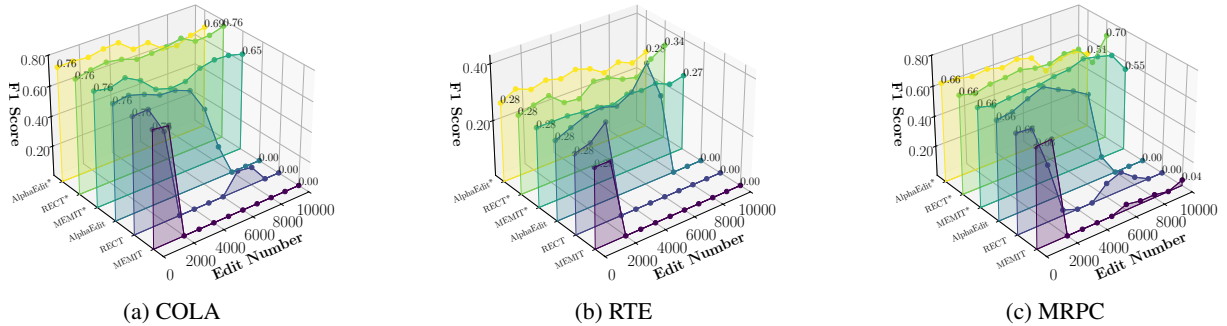 0.80
0.60
0.40
0.20
F1 Score
0.76
0.76
0.76
0.76
0.76
0.69
0.76
0.65
0.00
0.00
0.00
AlphaEdit*
RECT*
MEMIT*
AlphaEdit
RECT
MEMIT
0
2000
4000
6000
8000
10000
Edit Number
(a) COLA
0.40
0.20
F1 Score
0.28
0.28
0.28
0.28
0.28
0.28
0.34
0.27
0.00
0.00
0.00
AlphaEdit*
RECT*
MEMIT*
AlphaEdit
RECT
MEMIT
0
2000
4000
6000
8000
10000
Edit Number
(b) RTE
0.80
0.60
0.40
0.20
F1 Score
0.66
0.66
0.66
0.66
0.51
0.70
0.55
0.00
0.00
0.04
AlphaEdit*
RECT*
MEMIT*
AlphaEdit
RECT
MEMIT
0
2000
4000
6000
8000
10000
Edit Number
(c) MRPC